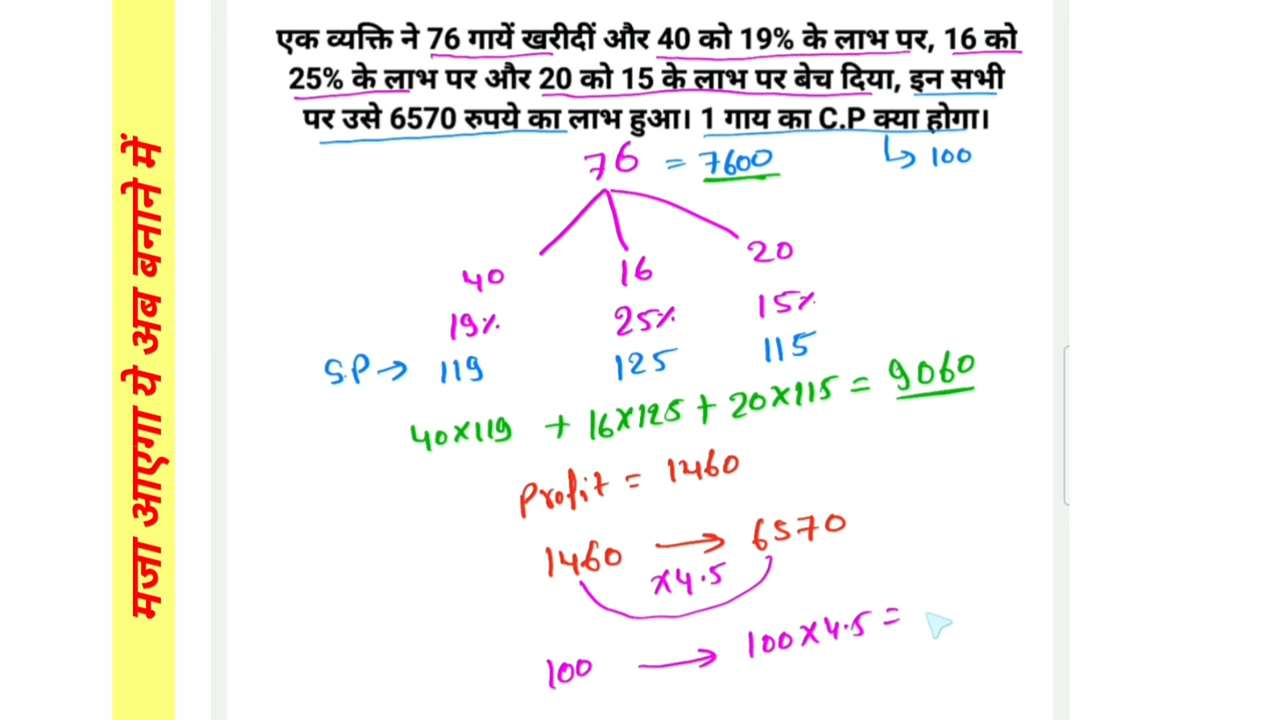 एक व्यक्ति ने 76 गायें खरीदीं और 40 को 19% के लाभ पर, 16 को
25% के लाभ पर और 20 को 15 के लाभ पर बेच दिया, इन सभी
पर उसे 6570 रुपये का लाभ हुआ। 1 गाय का C.P क्या होगा।
76 = 7600
↳ 100
40 16 20
19% 25% 15%
S.P → 119 125 115
40×119 + 16×125 + 20×115 = 9060
Profit = 1460
1460 → 6570
×4.5
100 → 100×4.5 =
मजा आएगा ये अब बनाने में